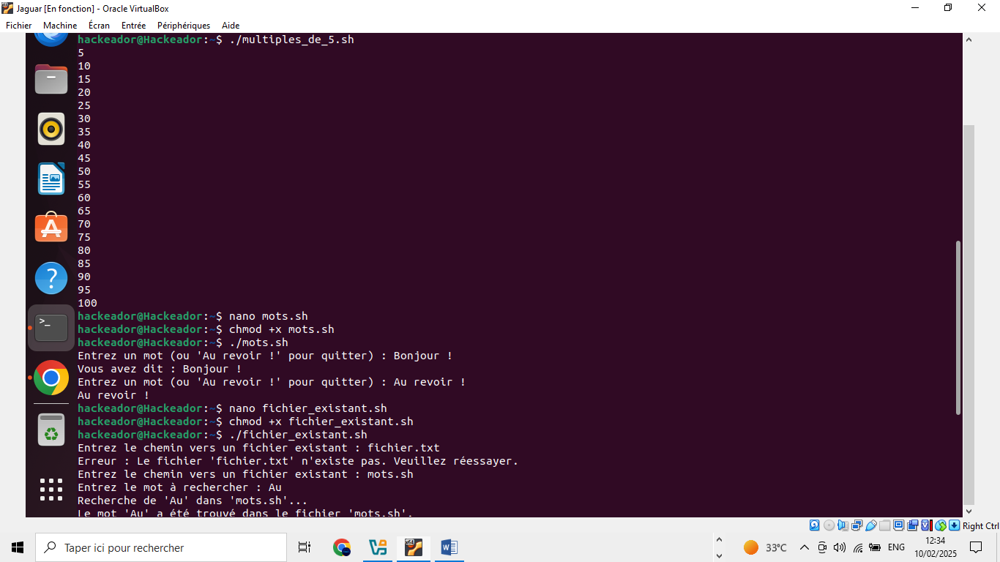 Jaguar [En fonction] - Oracle VirtualBox
Fichier Machine Écran Entrée Périphériques Aide
hackeador@Hackeador:~$ ./multiples_de_5.sh
5
10
15
20
25
30
35
40
45
50
55
60
65
70
75
80
85
90
95
100
hackeador@Hackeador:~$ nano mots.sh
hackeador@Hackeador:~$ chmod +x mots.sh
hackeador@Hackeador:~$ ./mots.sh
Entrez un mot (ou 'Au revoir !' pour quitter) : Bonjour !
Vous avez dit : Bonjour !
Entrez un mot (ou 'Au revoir !' pour quitter) : Au revoir !
Au revoir !
hackeador@Hackeador:~$ nano fichier_existant.sh
hackeador@Hackeador:~$ chmod +x fichier_existant.sh
hackeador@Hackeador:~$ ./fichier_existant.sh
Entrez le chemin vers un fichier existant : fichier.txt
Erreur : Le fichier 'fichier.txt' n'existe pas. Veuillez réessayer.
Entrez le chemin vers un fichier existant : mots.sh
Entrez le mot à rechercher : Au
Recherche de 'Au' dans 'mots.sh'...
Le mot 'Au' a été trouvé dans le fichier 'mots.sh'.
Right Ctrl
Taper ici pour rechercher
33°C
ENG
12:34
10/02/2025